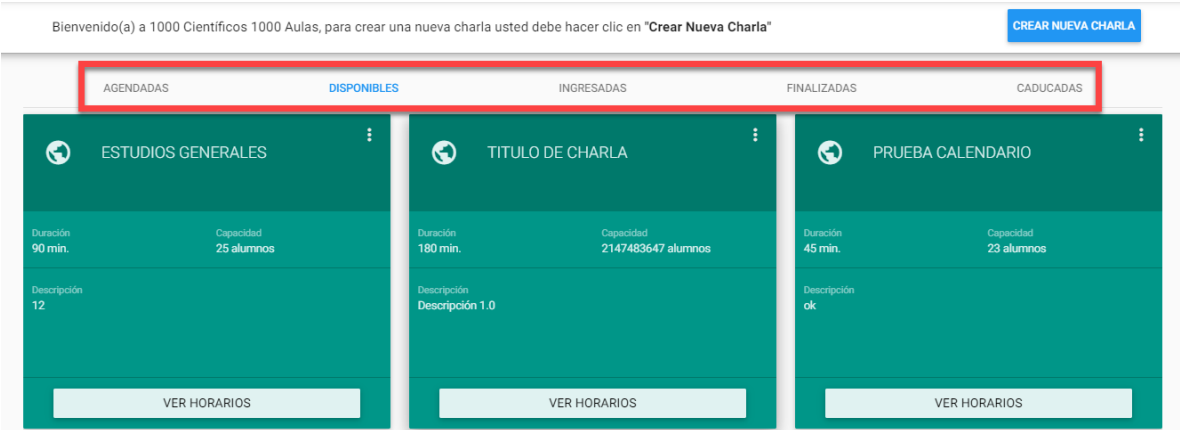 Bienvenido(a) a 1000 Científicos 1000 Aulas, para crear una nueva charla usted debe hacer clic en "Crear Nueva Charla"
CREAR NUEVA CHARLA
AGENDADAS DISPONIBLES INGRESADAS FINALIZADAS CADUCADAS
ESTUDIOS GENERALES
Duración Capacidad
90 min. 25 alumnos
Descripción
12
VER HORARIOS
TITULO DE CHARLA
Duración Capacidad
180 min. 2147483647 alumnos
Descripción
Descripción 1.0
VER HORARIOS
PRUEBA CALENDARIO
Duración Capacidad
45 min. 23 alumnos
Descripción
ok
VER HORARIOS